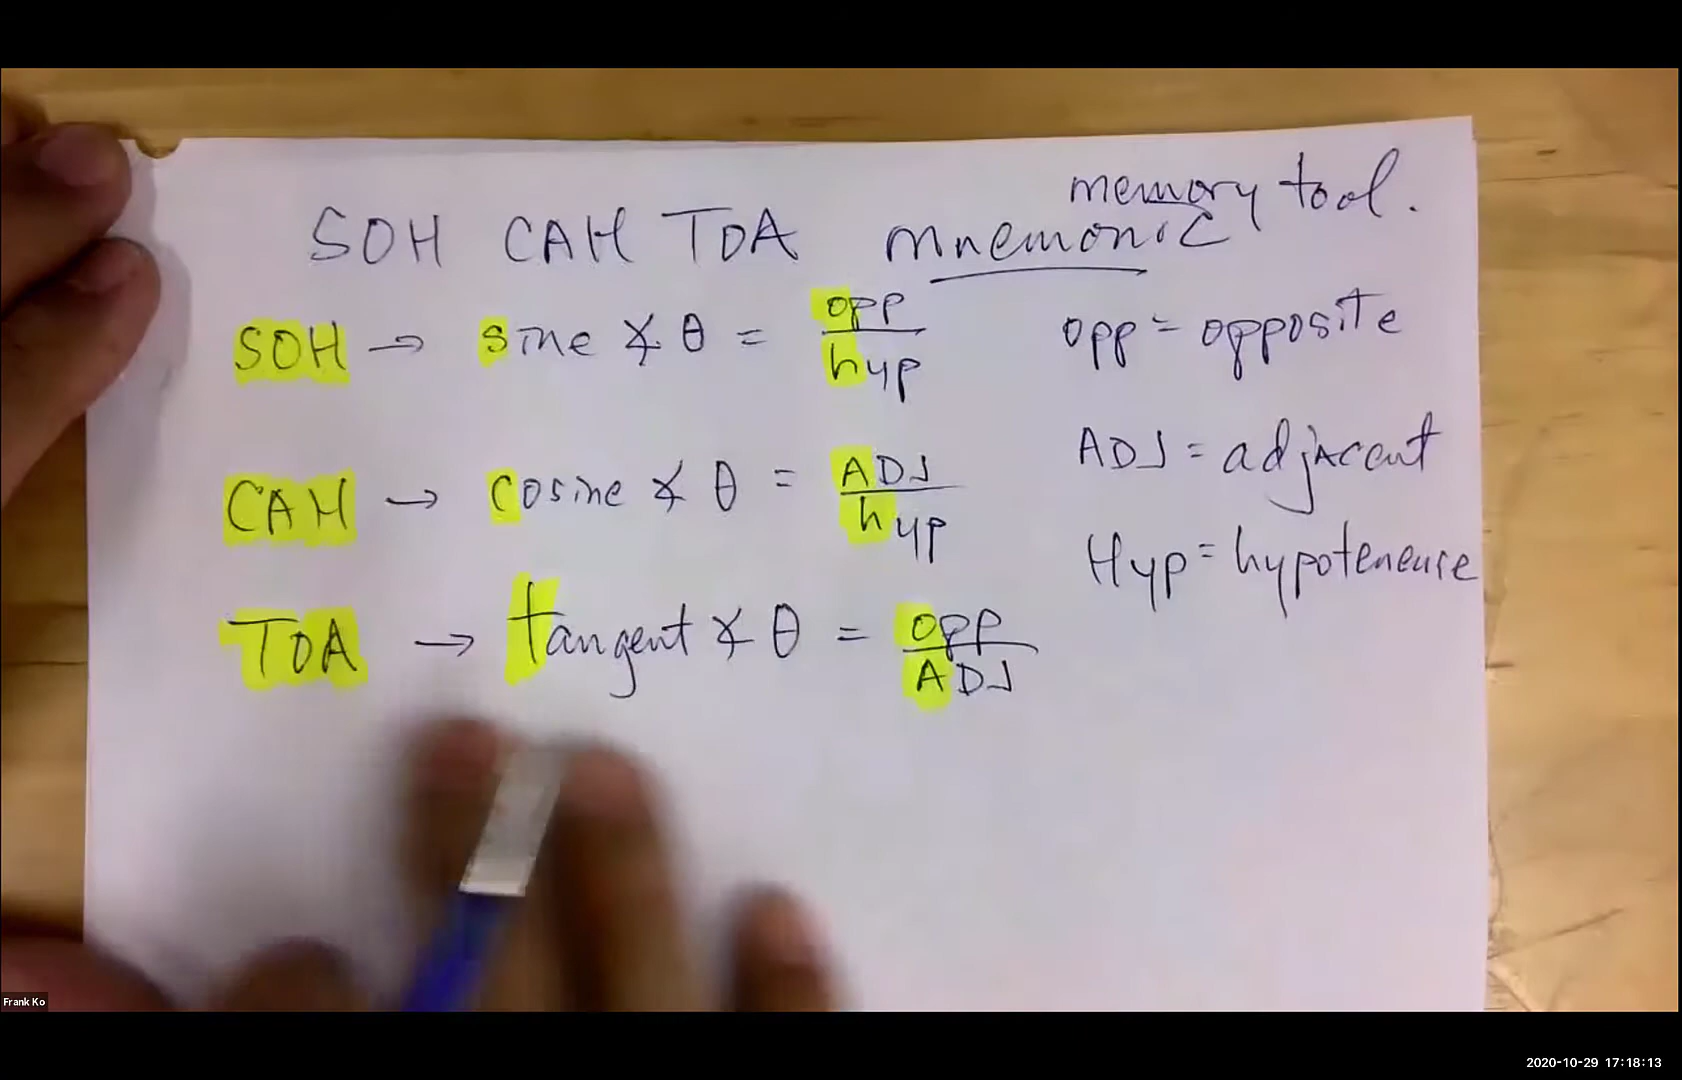 memory tool.
SOH CAH TOA mnemonic
SOH → sine ∡ θ = opp / hyp
opp = opposite
CAH → cosine ∡ θ = ADJ / hyp
ADJ = adjacent
Hyp = hypoteneuse
TOA → tangent ∡ θ = opp / ADJ
Frank Ko
2020-10-29 17:18:13